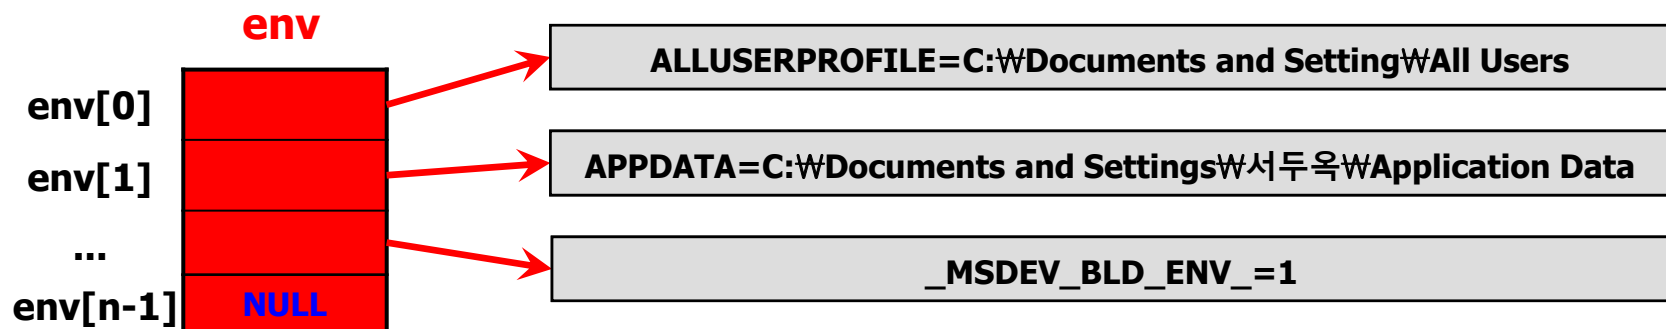 env
env[0]
ALLUSERPROFILE=C:₩Documents and Setting₩All Users
env[1]
APPDATA=C:₩Documents and Settings₩서두옥₩Application Data
...
_MSDEV_BLD_ENV_=1
env[n-1]
NULL